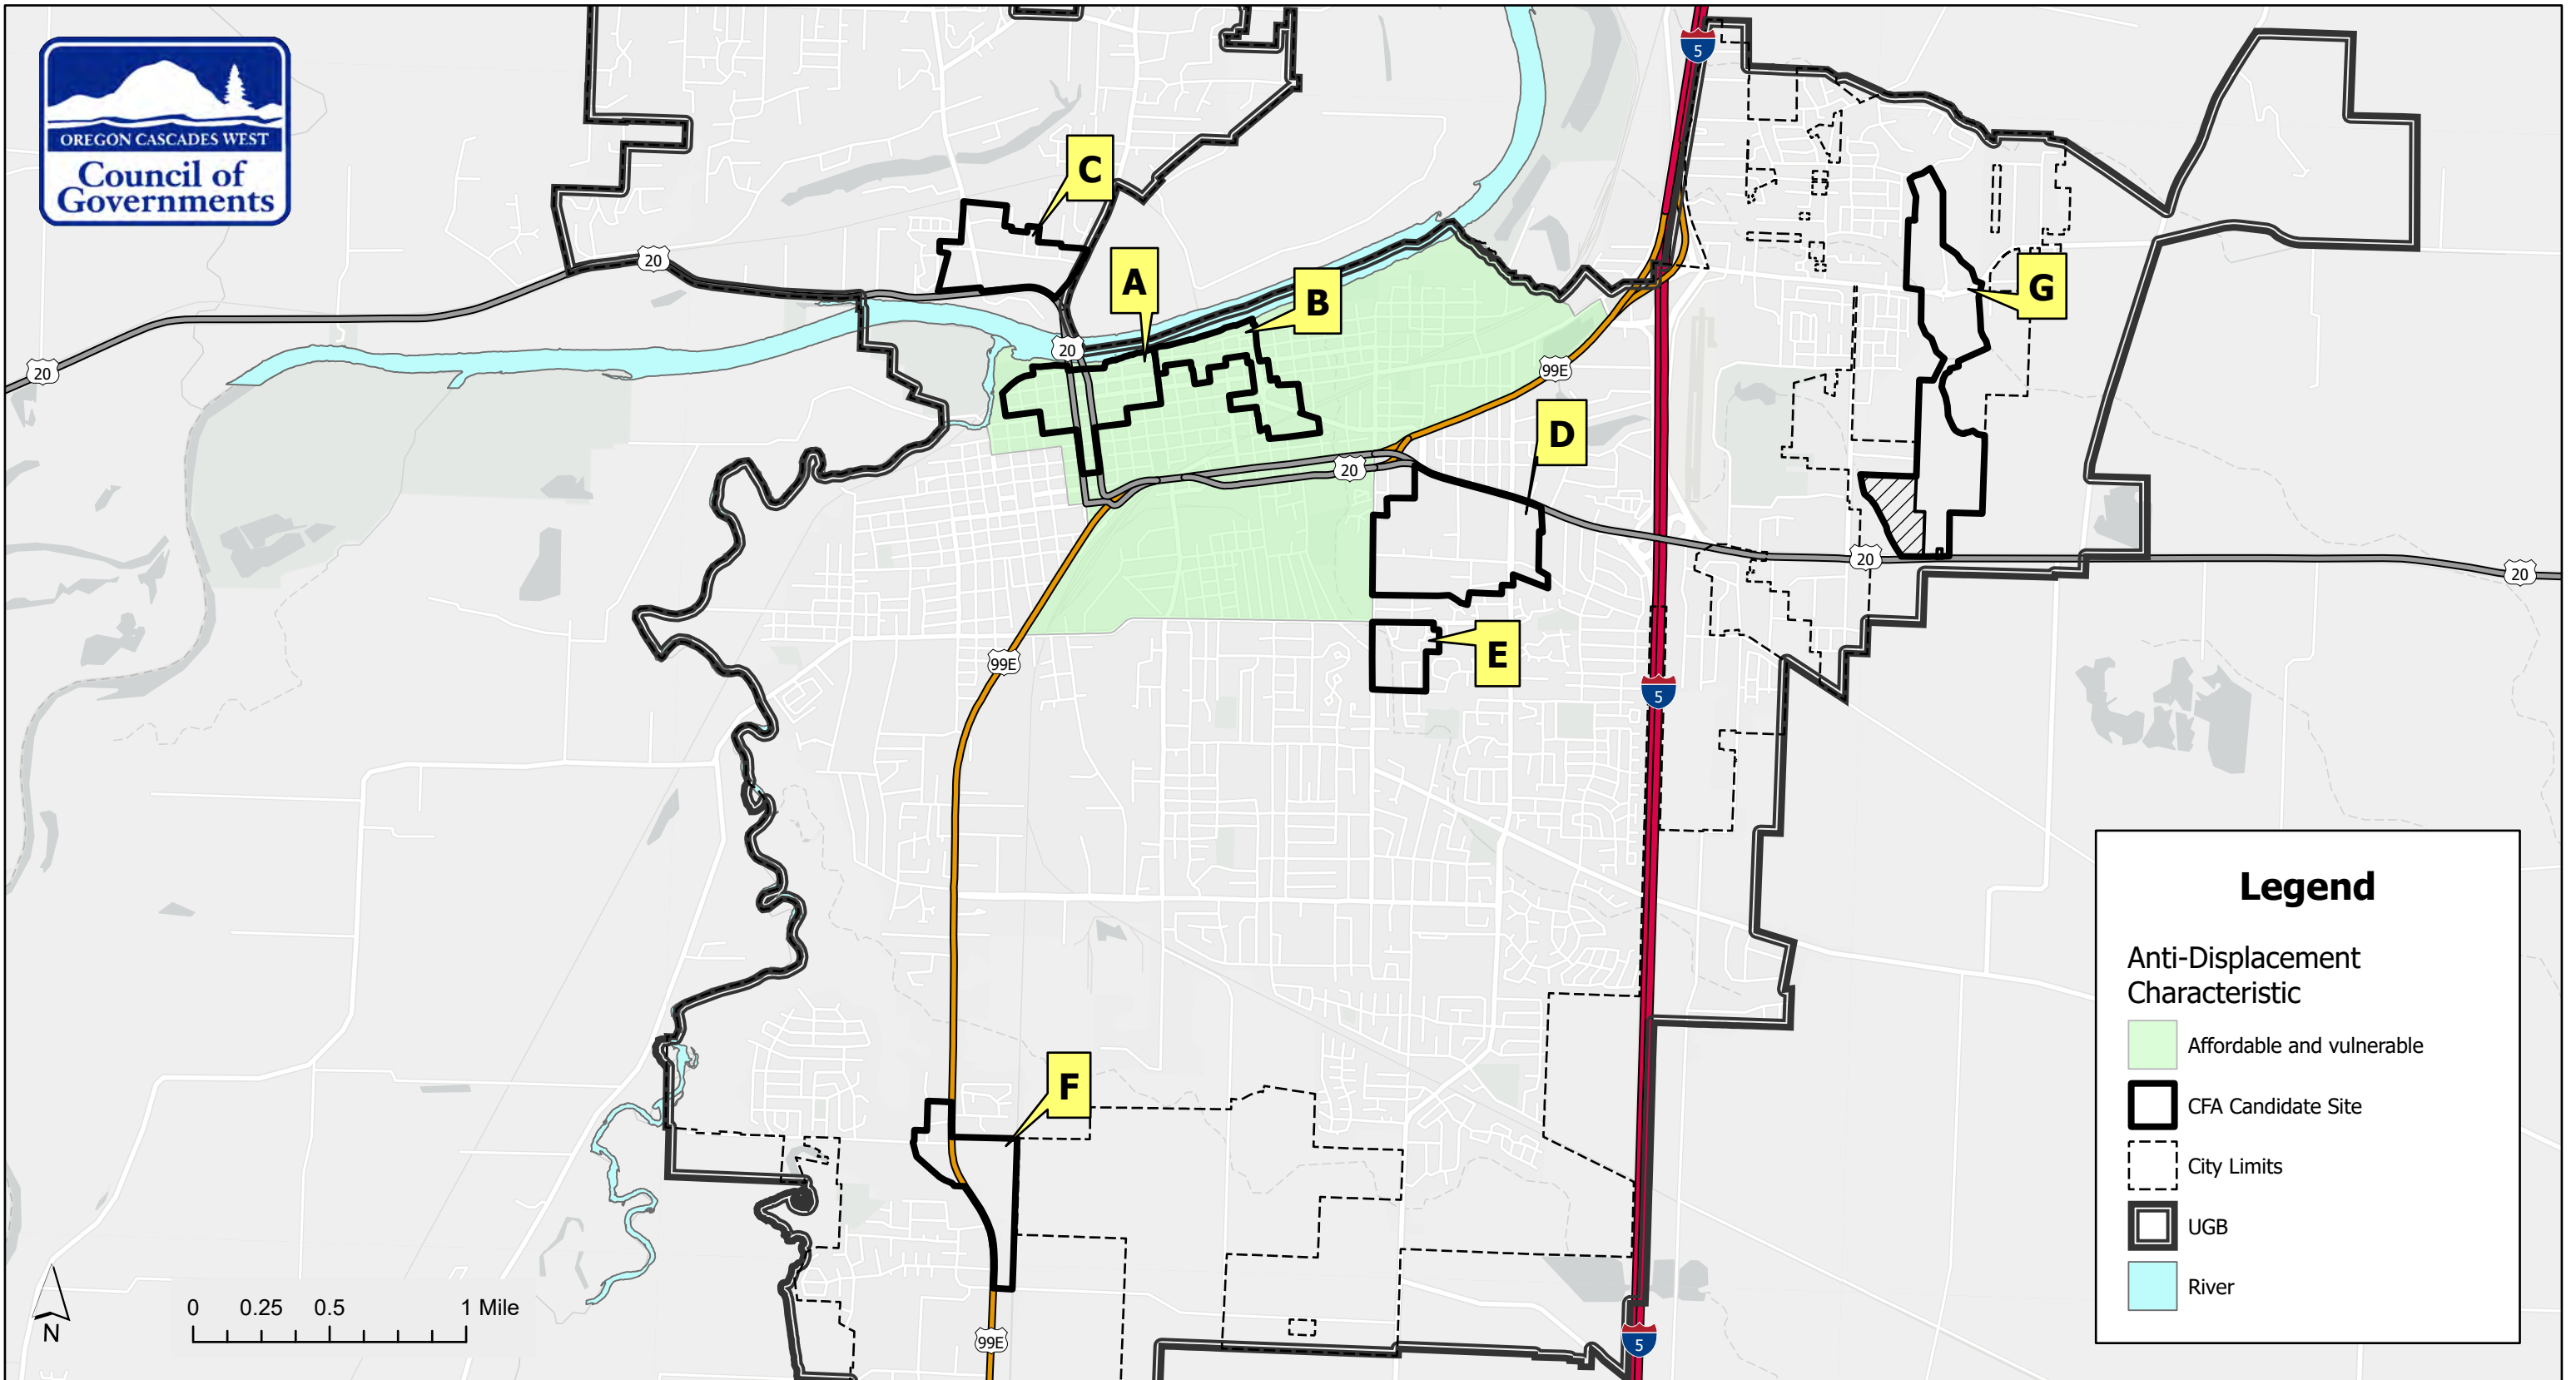 OREGON CASCADES WEST
Council of
Governments
5
C
20
A
B
G
20
20
99E
D
20
20
20
E
99E
5
F
99E
5
0 0.25 0.5 1 Mile
N
Legend
Anti-Displacement
Characteristic
Affordable and vulnerable
CFA Candidate Site
City Limits
UGB
River